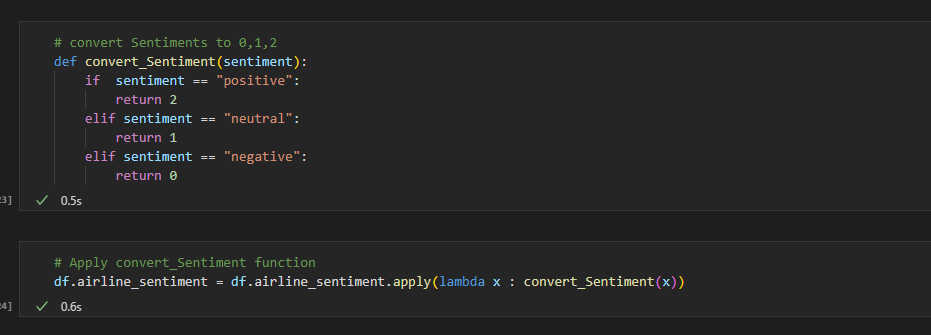 # convert Sentiments to 0,1,2
def convert_Sentiment(sentiment):
    if  sentiment == "positive":
        return 2
    elif sentiment == "neutral":
        return 1
    elif sentiment == "negative":
        return 0
3]
✓ 0.5s
# Apply convert_Sentiment function
df.airline_sentiment = df.airline_sentiment.apply(lambda x : convert_Sentiment(x))
4]
✓ 0.6s